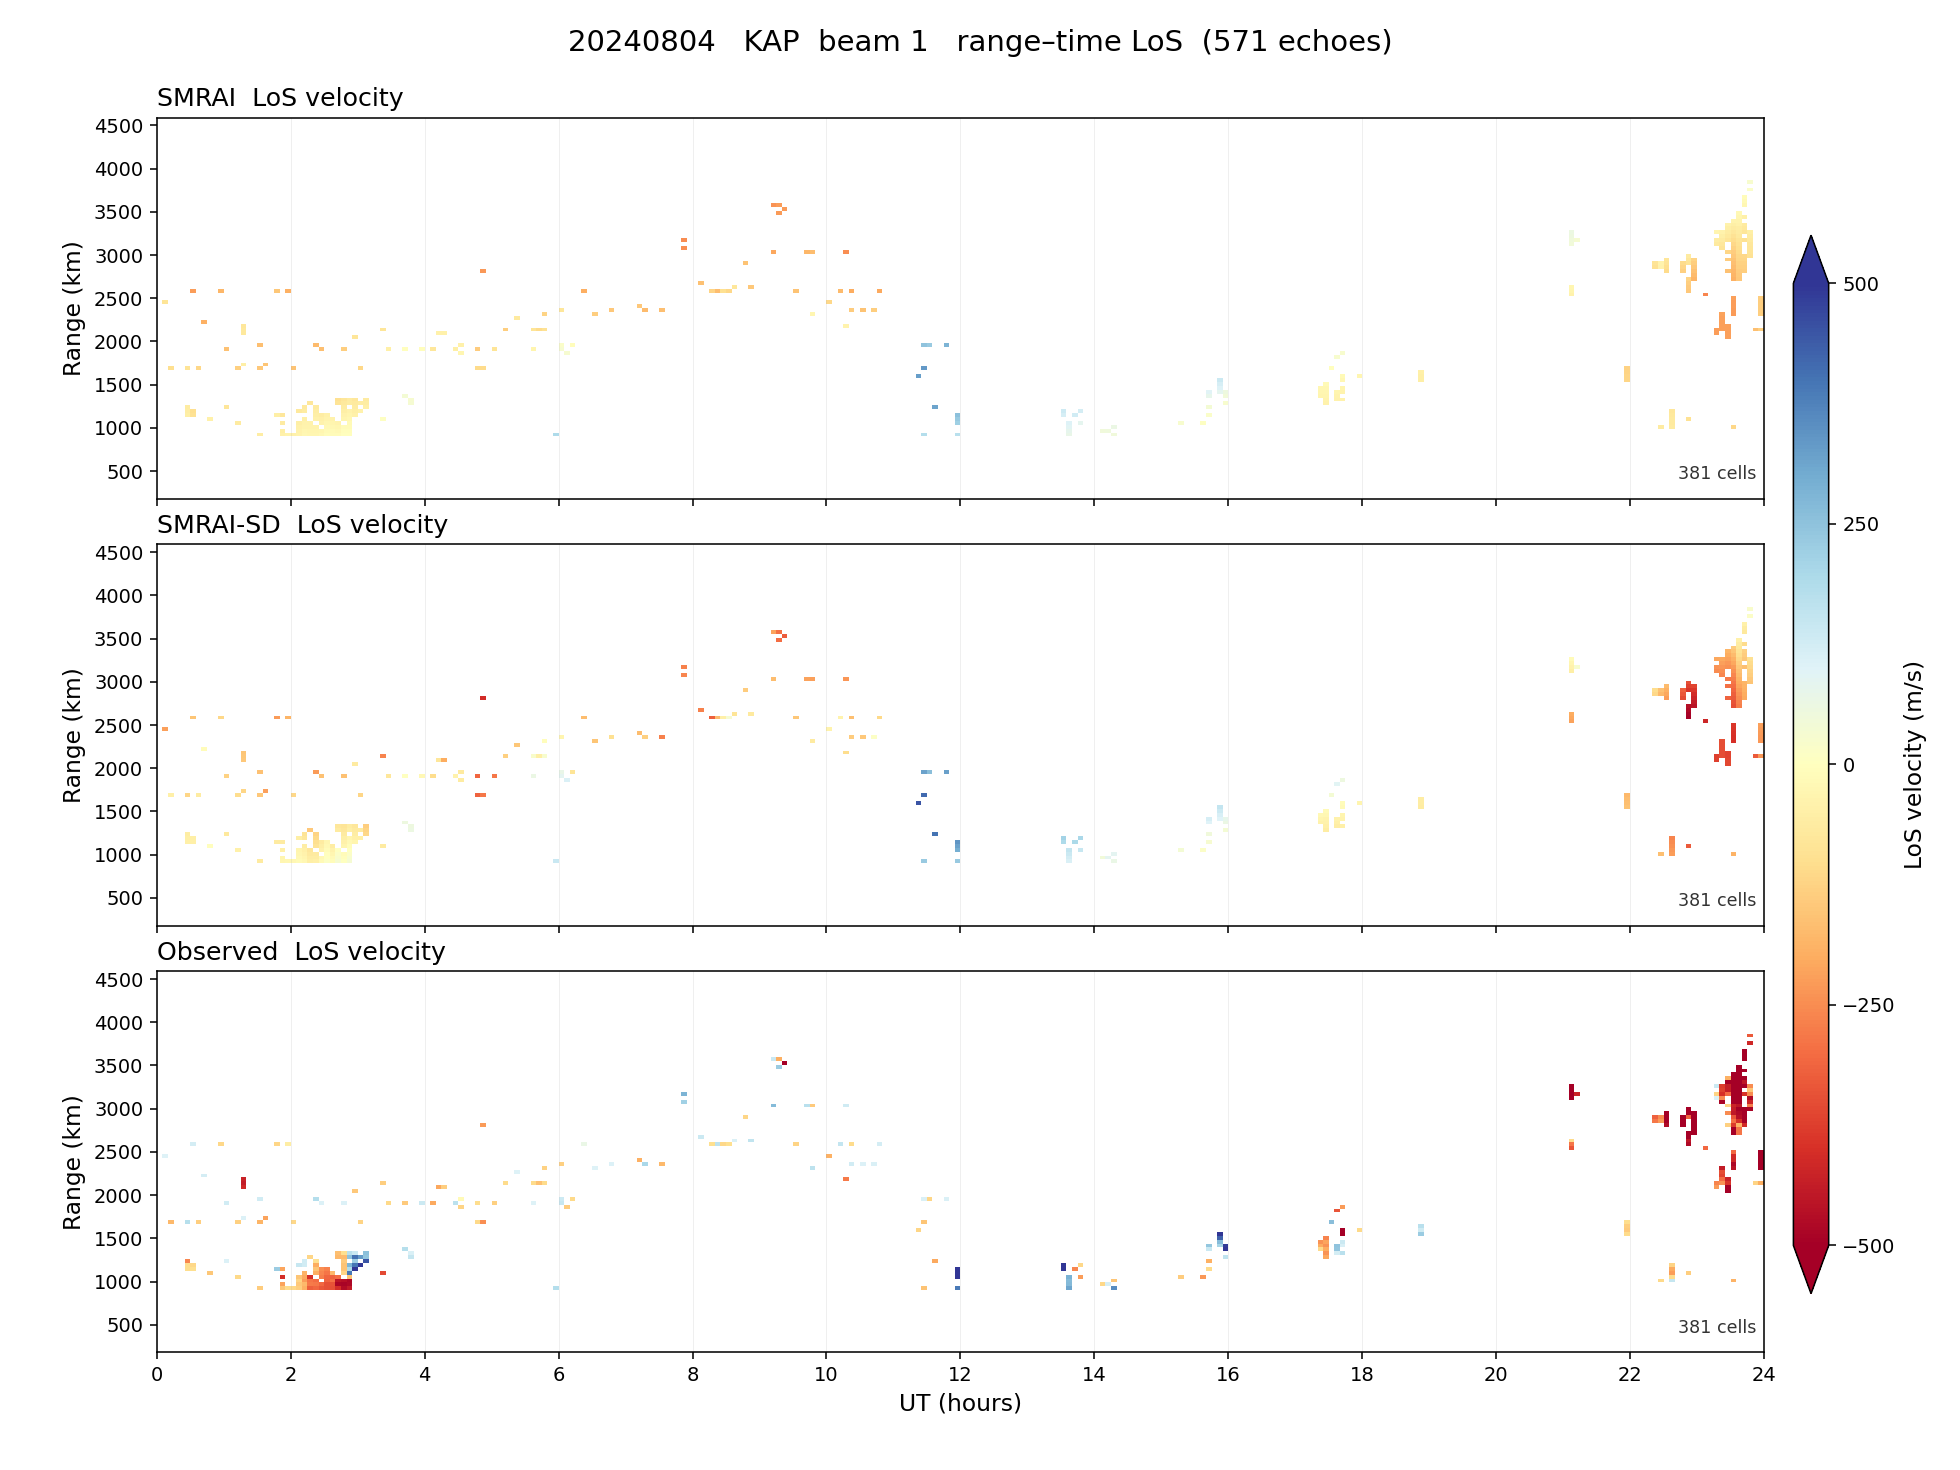 20240804 KAP beam 1 range–time LoS (571 echoes)
SMRAI LoS velocity
4500
4000
3500
3000
2500
2000
1500
1000
500
Range (km)
381 cells
SMRAI-SD LoS velocity
4500
4000
3500
3000
2500
2000
1500
1000
500
Range (km)
381 cells
Observed LoS velocity
4500
4000
3500
3000
2500
2000
1500
1000
500
Range (km)
381 cells
0 2 4 6 8 10 12 14 16 18 20 22 24
UT (hours)
500
250
0
−250
−500
LoS velocity (m/s)